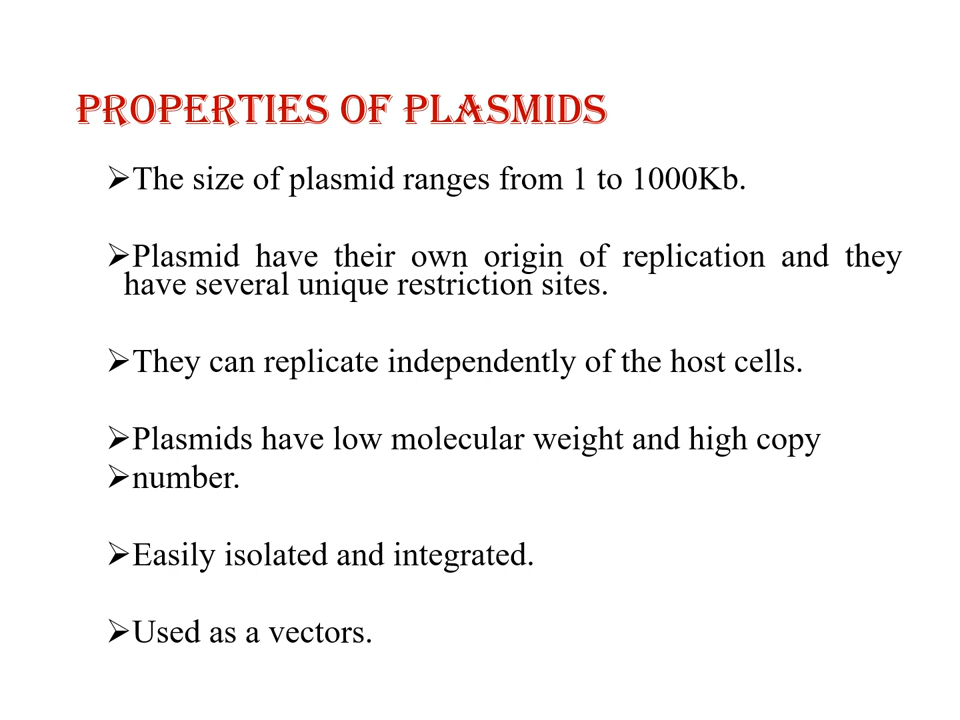 PROPERTIES OF PLASMIDS
➢The size of plasmid ranges from 1 to 1000Kb.
➢Plasmid have their own origin of replication and they
have several unique restriction sites.
➢They can replicate independently of the host cells.
➢Plasmids have low molecular weight and high copy
➢number.
➢Easily isolated and integrated.
➢Used as a vectors.